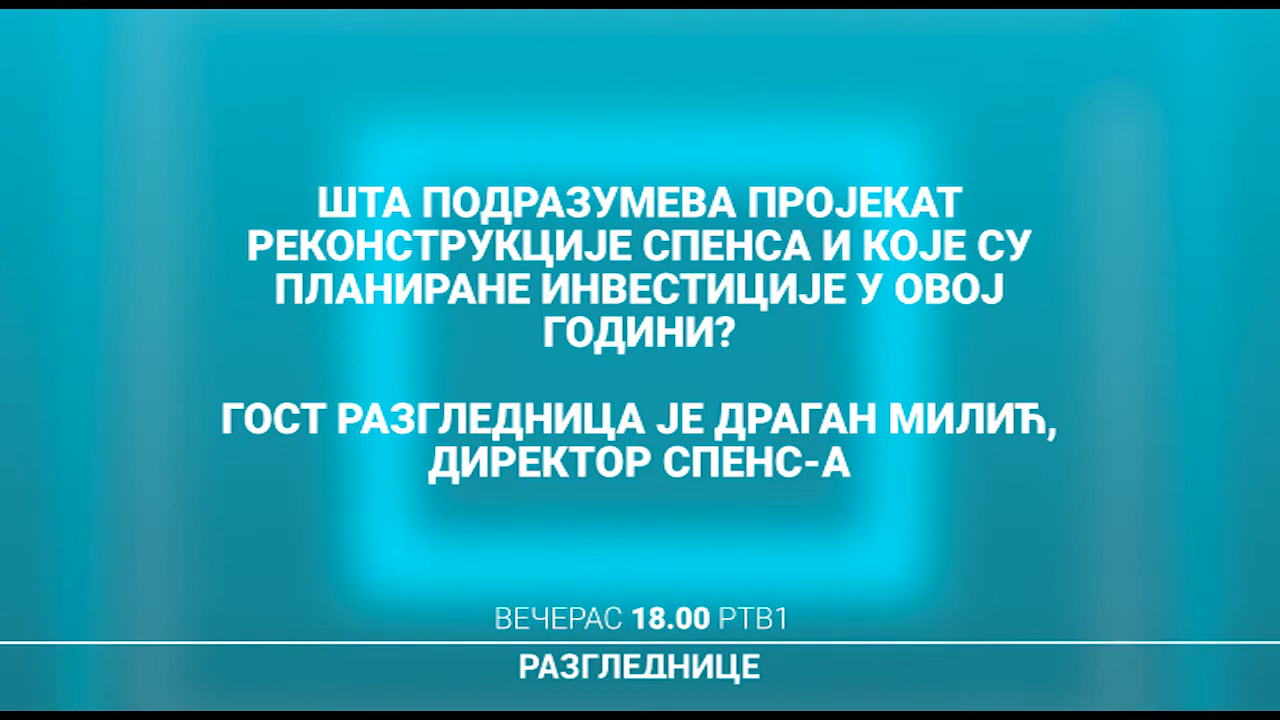 ШТА ПОДРАЗУМЕВА ПРОЈЕКАТ
РЕКОНСТРУКЦИЈЕ СПЕНСА И КОЈЕ СУ
ПЛАНИРАНЕ ИНВЕСТИЦИЈЕ У ОВОЈ
ГОДИНИ?
ГОСТ РАЗГЛЕДНИЦА ЈЕ ДРАГАН МИЛИЋ,
ДИРЕКТОР СПЕНС-А
ВЕЧЕРАС 18.00 РТВ1
РАЗГЛЕДНИЦЕ